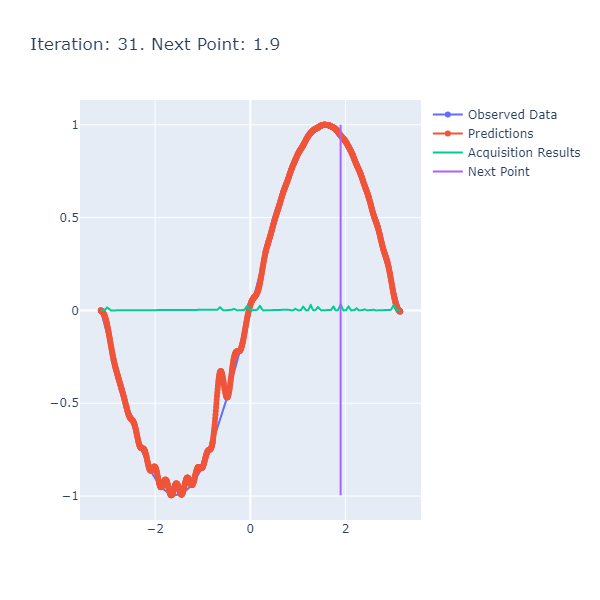 Iteration: 31. Next Point: 1.9
Observed Data
Predictions
Acquisition Results
Next Point
1
0.5
0
−0.5
−1
−2
0
2